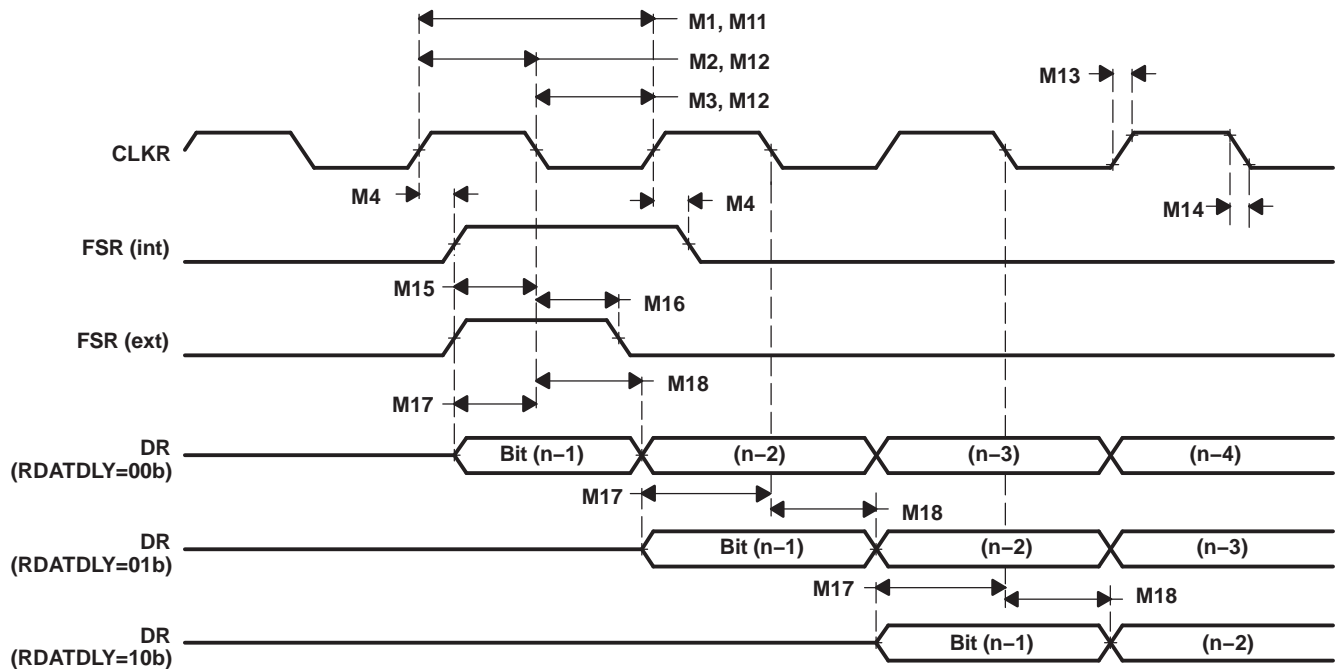 M1, M11
M2, M12
M13
M3, M12
CLKR
M4
M4
M14
FSR (int)
M15
M16
FSR (ext)
M18
M17
DR
(RDATDLY=00b)
Bit (n−1)
(n−2)
(n−3)
(n−4)
M17
M18
DR
(RDATDLY=01b)
Bit (n−1)
(n−2)
(n−3)
M17
M18
DR
(RDATDLY=10b)
Bit (n−1)
(n−2)